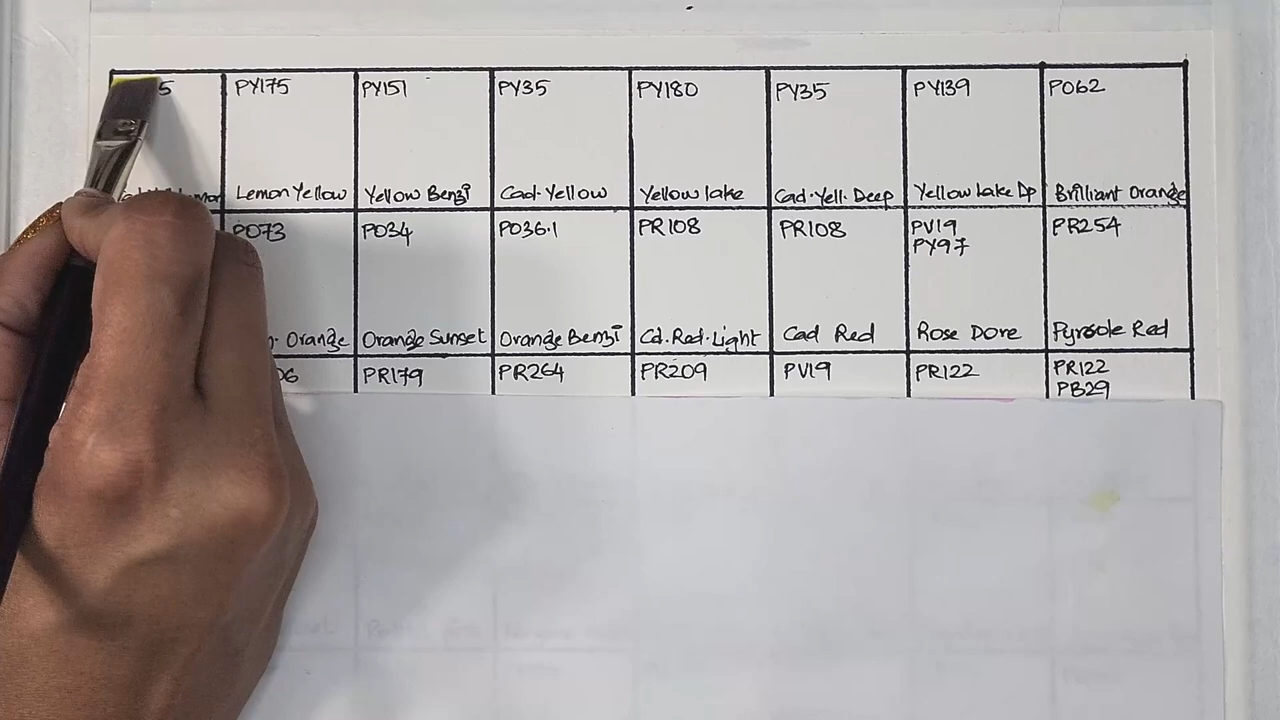 5 PY175 PY151 PY35 PY180 PY35 PY139 PO62
Lemon Yellow Yellow Benzi Cad. Yellow Yellow lake Cad. Yell. Deep Yellow Lake Dp Brilliant Orange
PO73 PO34 PO36.1 PR108 PR108 PV19 PR254
PY97
Orange Orange Sunset Orange Benzi Cd. Red. Light Cad Red Rose Dore Pyrrole Red
06 PR179 PR264 PR209 PV19 PR122 PR122
PB29